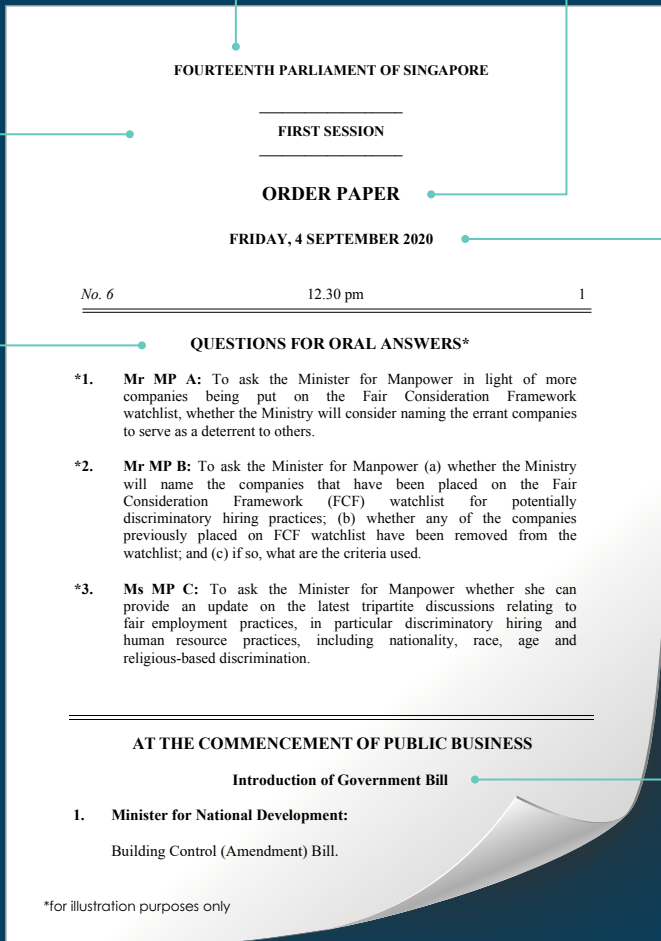 FOURTEENTH PARLIAMENT OF SINGAPORE
FIRST SESSION
ORDER PAPER
FRIDAY, 4 SEPTEMBER 2020
No. 6 12.30 pm 1
QUESTIONS FOR ORAL ANSWERS*
*1. Mr MP A: To ask the Minister for Manpower in light of more
companies being put on the Fair Consideration Framework
watchlist, whether the Ministry will consider naming the errant companies
to serve as a deterrent to others.
*2. Mr MP B: To ask the Minister for Manpower (a) whether the Ministry
will name the companies that have been placed on the Fair
Consideration Framework (FCF) watchlist for potentially
discriminatory hiring practices; (b) whether any of the companies
previously placed on FCF watchlist have been removed from the
watchlist; and (c) if so, what are the criteria used.
*3. Ms MP C: To ask the Minister for Manpower whether she can
provide an update on the latest tripartite discussions relating to
fair employment practices, in particular discriminatory hiring and
human resource practices, including nationality, race, age and
religious-based discrimination.
AT THE COMMENCEMENT OF PUBLIC BUSINESS
Introduction of Government Bill
1. Minister for National Development:
Building Control (Amendment) Bill.
*for illustration purposes only